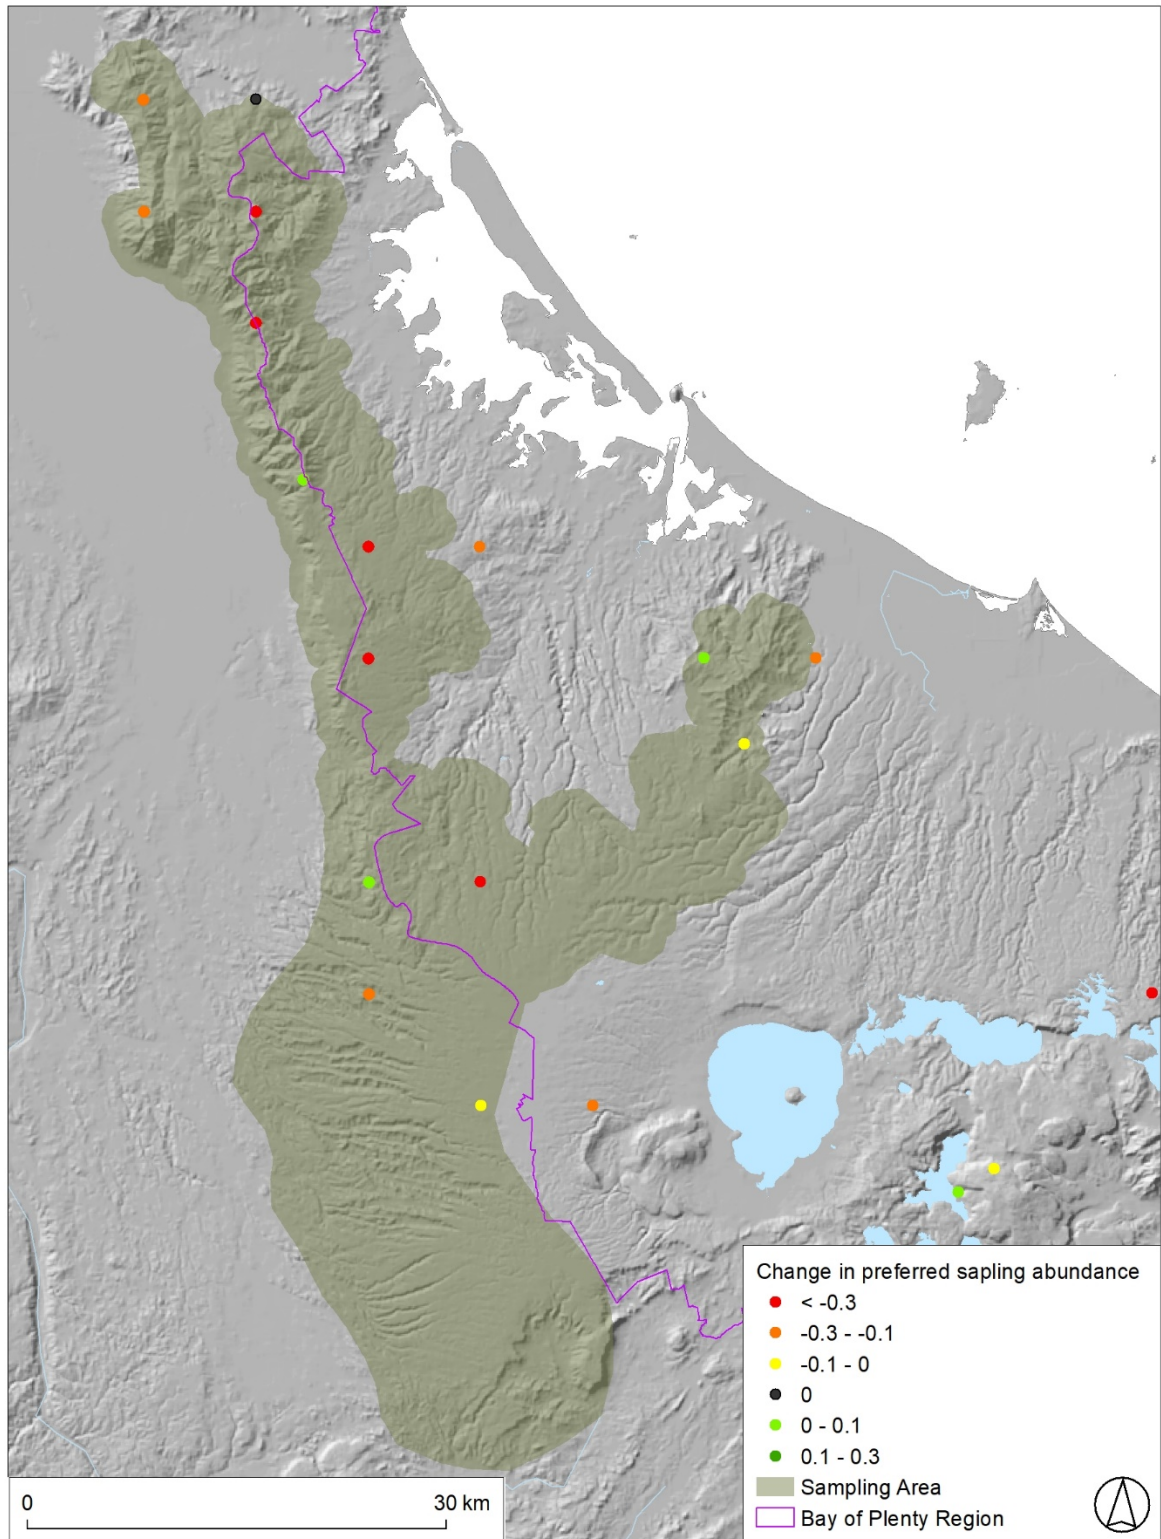 Change in preferred sapling abundance
< -0.3
-0.3 - -0.1
-0.1 - 0
0
0 - 0.1
0.1 - 0.3
Sampling Area
Bay of Plenty Region
0 30 km